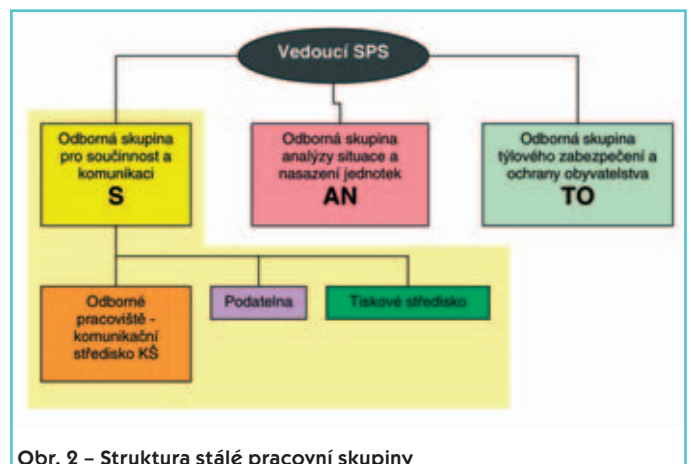 Vedoucí SPS
Odborná skupina
pro součinnost a
komunikaci
S
Odborná skupina
analýzy situace a
nasazení jednotek
AN
Odborná skupina
týlového zabezpečení a
ochrany obyvatelstva
TO
Odborné
pracoviště -
komunikační
středisko KŠ
Podatelna
Tiskové středisko
Obr. 2 – Struktura stálé pracovní skupiny